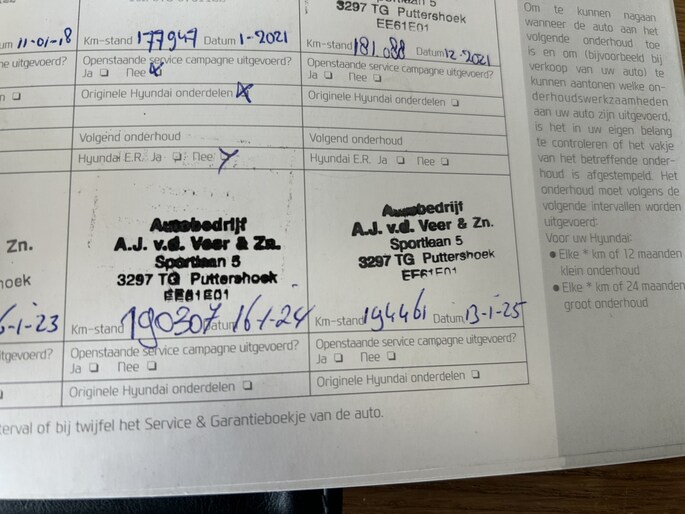 3297 TG Puttershoek
EE61E01
um 11-01-18
Km-stand 177947 Datum 1-2021
Km-stand 181.088 Datum 12-2021
ne uitgevoerd?
Openstaande service campagne uitgevoerd?
Ja ❏ Nee ❏
Originele Hyundai onderdelen ❏
Openstaande service campagne uitgevoerd?
Ja ❏ Nee ❏
Originele Hyundai onderdelen ❏
Volgend onderhoud
Hyundai E.R. Ja ❏ Nee
Volgend onderhoud
Hyundai E.R. Ja ❏ Nee ❏
Zn.
hoek
6-1-23
itgevoerd?
Autobedrijf
A.J. v.d. Veer & Zn.
Sportlaan 5
3297 TG Puttershoek
EE61E01
Km-stand 190307 Datum 16-1-24
Openstaande service campagne uitgevoerd?
Ja ❏ Nee ❏
Originele Hyundai onderdelen ❏
Autobedrijf
A.J. v.d. Veer & Zn.
Sportlaan 5
3297 TG Puttershoek
EE61E01
Km-stand 194461 Datum 13-1-25
Openstaande service campagne uitgevoerd?
Ja ❏ Nee ❏
Originele Hyundai onderdelen ❏
terval of bij twijfel het Service & Garantieboekje van de auto.
Om te kunnen nagaan
wanneer de auto aan het
volgende onderhoud toe
is en om (bijvoorbeeld bij
verkoop van uw auto) te
kunnen aantonen welke on-
derhoudswerkzaamheden
aan uw auto zijn uitgevoerd,
is het in uw eigen belang
te controleren of het vakje
van het betreffende onder-
houd is afgestempeld. Het
onderhoud moet volgens de
volgende intervallen worden
uitgevoerd:
Voor uw Hyundai:
● Elke * km of 12 maanden
klein onderhoud
● Elke * km of 24 maanden
groot onderhoud